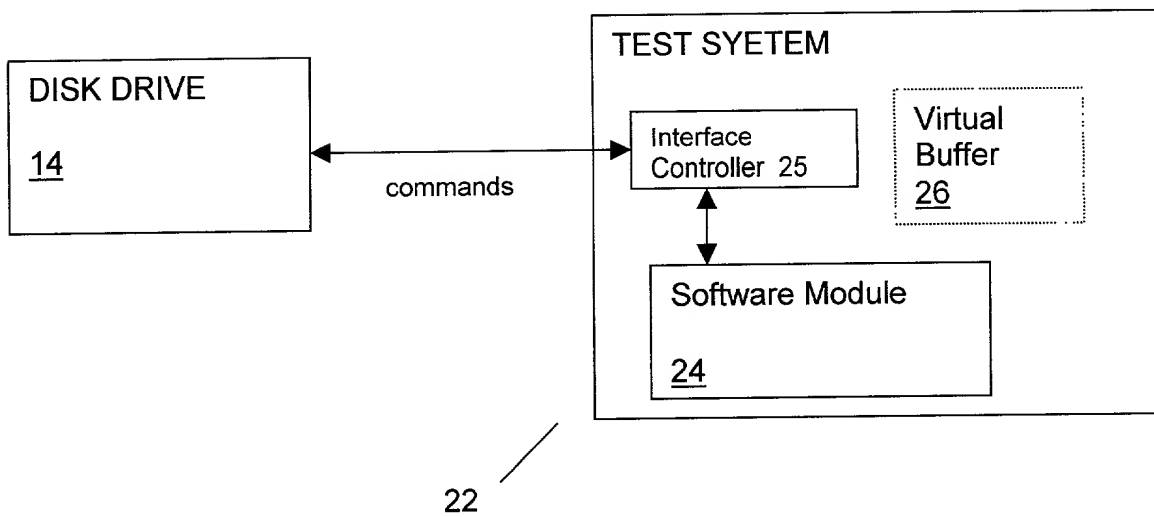 DISK DRIVE
14
commands
TEST SYETEM
Interface
Controller 25
Virtual
Buffer
26
Software Module
24
22